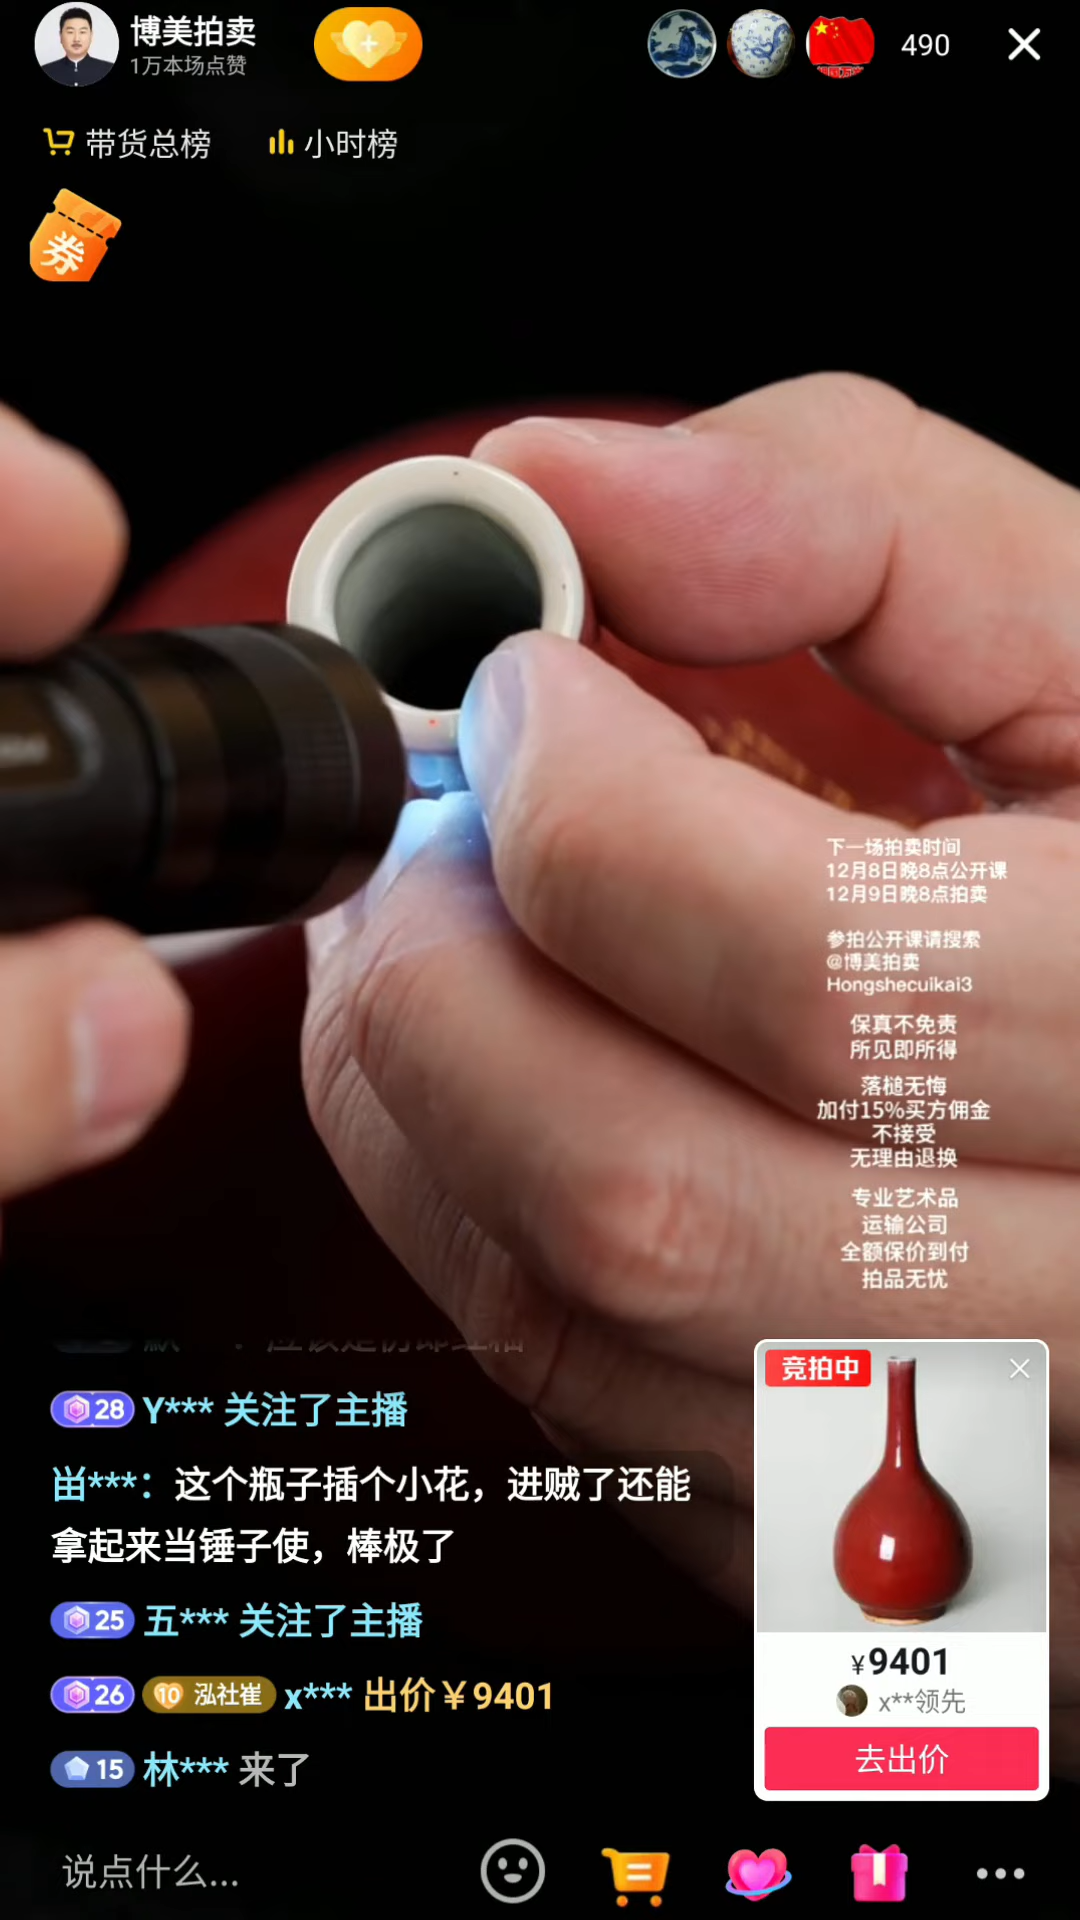 博美拍卖
1万本场点赞
490
带货总榜
小时榜
券
下一场拍卖时间
12月8日晚8点公开课
12月9日晚8点拍卖
参拍公开课请搜索
@博美拍卖
Hongshecuikai3
保真不免责
所见即所得
落槌无悔
加付15%买方佣金
不接受
无理由退换
专业艺术品
运输公司
全额保价到付
拍品无忧
28 Y*** 关注了主播
***：这个瓶子插个小花，进贼了还能
拿起来当锤子使，棒极了
25 五*** 关注了主播
26 10 泓社崔 x*** 出价￥9401
15 林*** 来了
竞拍中
￥9401
x**领先
去出价
说点什么...